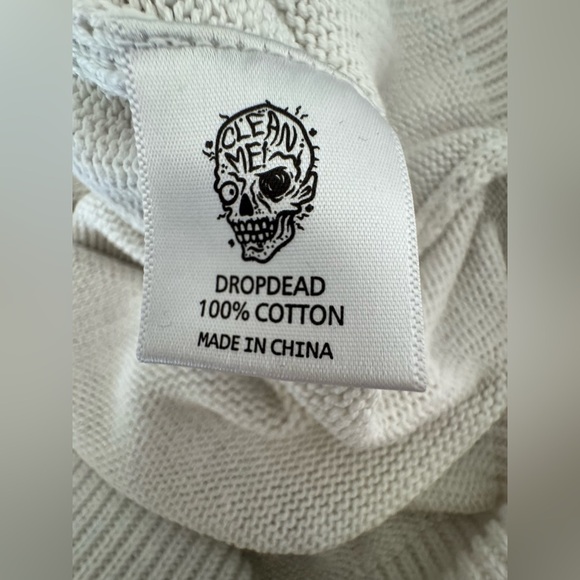 CLEAN
ME!
DROPDEAD
100% COTTON
MADE IN CHINA